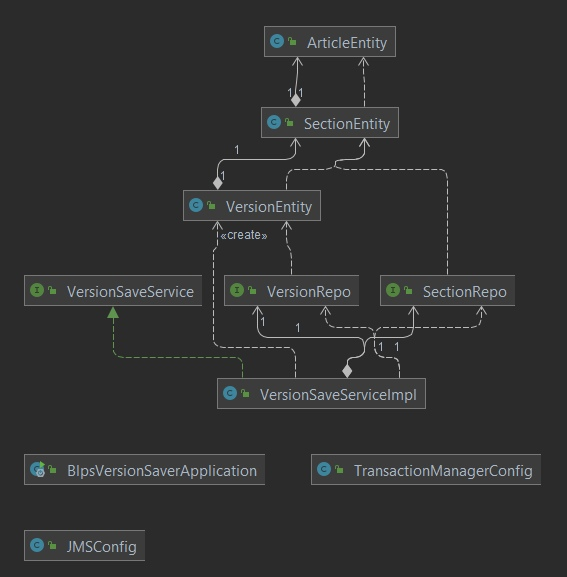 C ArticleEntity
1 1
C SectionEntity
1
1
C VersionEntity
«create»
I VersionSaveService
I VersionRepo
I SectionRepo
1 1 1 1
C VersionSaveServiceImpl
C BlpsVersionSaverApplication
C TransactionManagerConfig
C JMSConfig